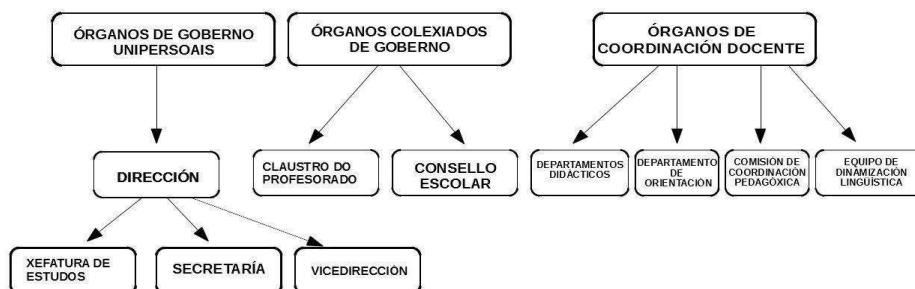 ÓRGANOS DE GOBERNO
UNIPERSOAIS
ÓRGANOS COLEXIADOS
DE GOBERNO
ÓRGANOS DE
COORDINACIÓN DOCENTE
DIRECCIÓN
CLAUSTRO DO
PROFESORADO
CONSELLO
ESCOLAR
DEPARTAMENTOS
DIDÁCTICOS
DEPARTAMENTO
DE
ORIENTACIÓN
COMISIÓN DE
COORDINACIÓN
PEDAGÓXICA
EQUIPO DE
DINAMIZACIÓN
LINGÜÍSTICA
XEFATURA DE
ESTUDOS
SECRETARÍA
VICEDIRECCIÓN